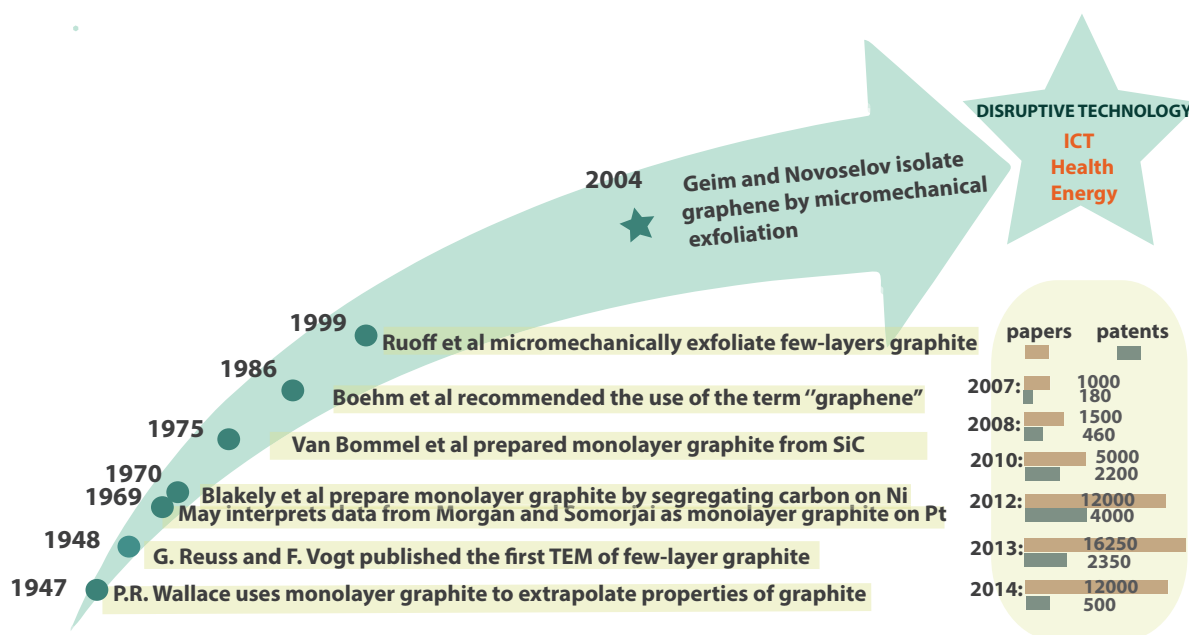 DISRUPTIVE TECHNOLOGY
ICT
Health
Energy
2004
Geim and Novoselov isolate
graphene by micromechanical
exfoliation
1999
Ruoff et al micromechanically exfoliate few-layers graphite
1986
Boehm et al recommended the use of the term “graphene”
1975
Van Bommel et al prepared monolayer graphite from SiC
1970
Blakely et al prepare monolayer graphite by segregating carbon on Ni
1969
May interprets data from Morgan and Somorjai as monolayer graphite on Pt
1948
G. Reuss and F. Vogt published the first TEM of few-layer graphite
1947
P.R. Wallace uses monolayer graphite to extrapolate properties of graphite
papers patents
2007: 1000
180
2008: 1500
460
2010: 5000
2200
2012: 12000
4000
2013: 16250
2350
2014: 12000
500